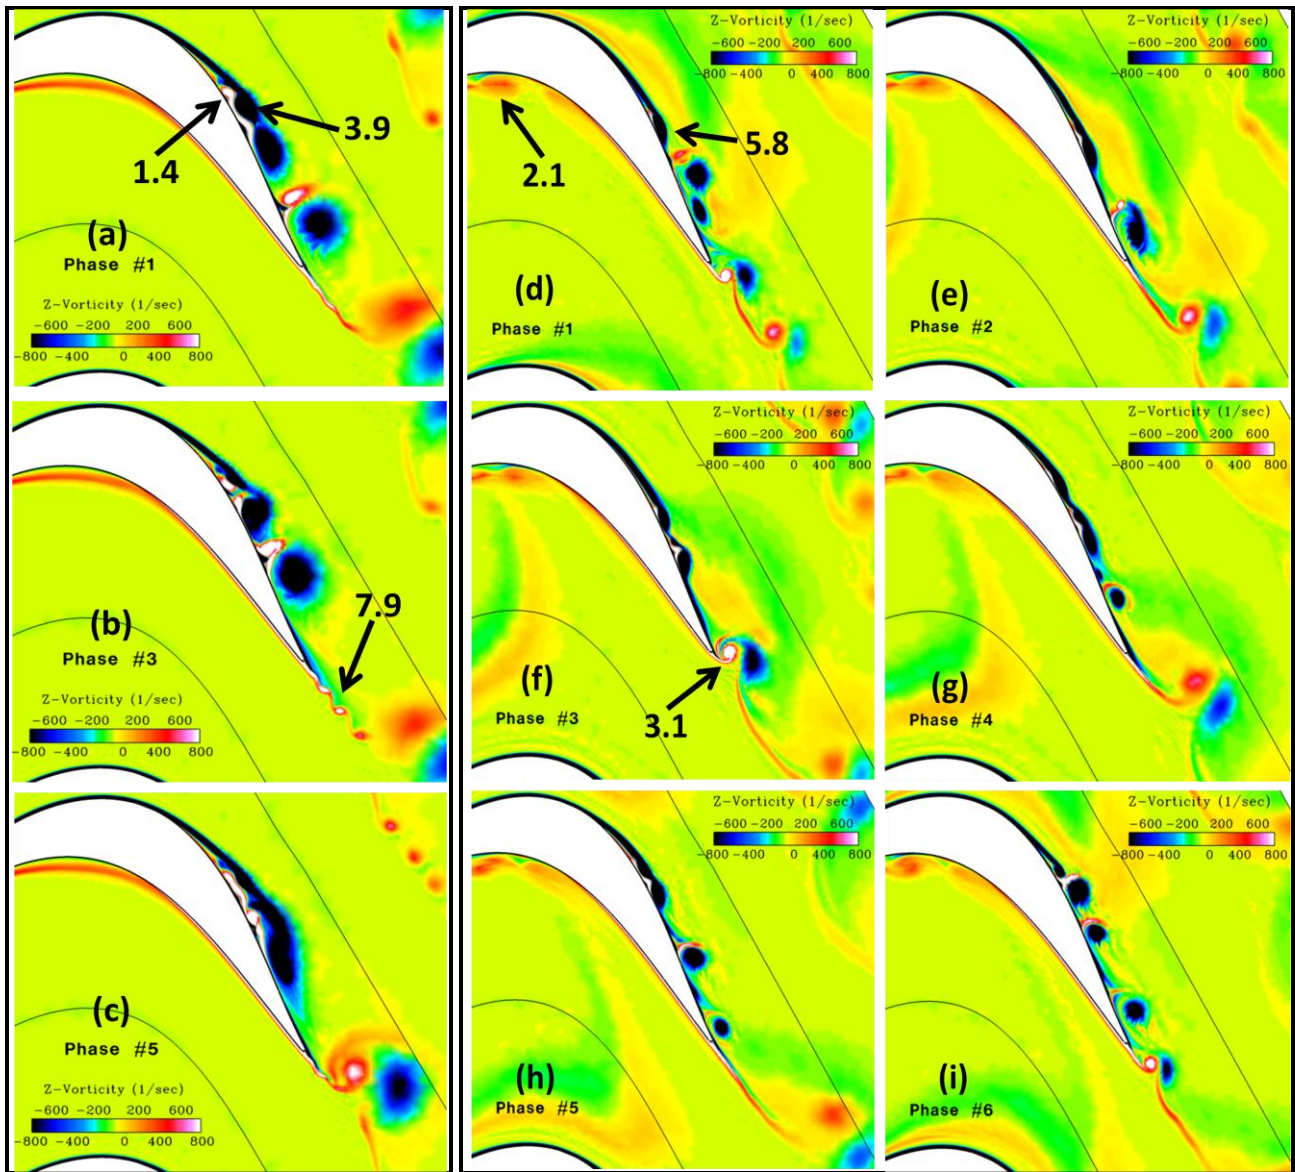 3.9
1.4
(a)
Phase #1
Z-Vorticity (1/sec)
-600 -200 200 600
-800 -400 0 400 800
Z-Vorticity (1/sec)
-600 -200 200 600
-800 -400 0 400 800
5.8
2.1
(d)
Phase #1
Z-Vorticity (1/sec)
-600 -200 200 600
-800 -400 0 400 800
(e)
Phase #2
7.9
(b)
Phase #3
Z-Vorticity (1/sec)
-600 -200 200 600
-800 -400 0 400 800
Z-Vorticity (1/sec)
-600 -200 200 600
-800 -400 0 400 800
(f)
Phase #3
3.1
Z-Vorticity (1/sec)
-600 -200 200 600
-800 -400 0 400 800
(g)
Phase #4
(c)
Phase #5
Z-Vorticity (1/sec)
-600 -200 200 600
-800 -400 0 400 800
Z-Vorticity (1/sec)
-600 -200 200 600
-800 -400 0 400 800
(h)
Phase #5
Z-Vorticity (1/sec)
-600 -200 200 600
-800 -400 0 400 800
(i)
Phase #6